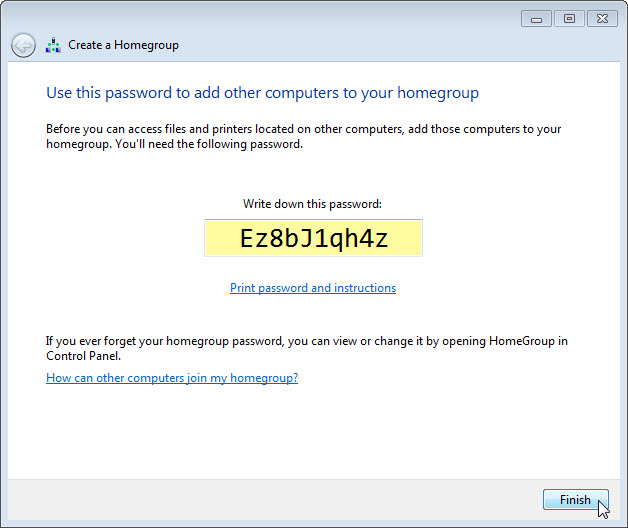 Create a Homegroup
Use this password to add other computers to your homegroup
Before you can access files and printers located on other computers, add those computers to your
homegroup. You'll need the following password.
Write down this password:
Ez8bJ1qh4z
Print password and instructions
If you ever forget your homegroup password, you can view or change it by opening HomeGroup in
Control Panel.
How can other computers join my homegroup?
Finish